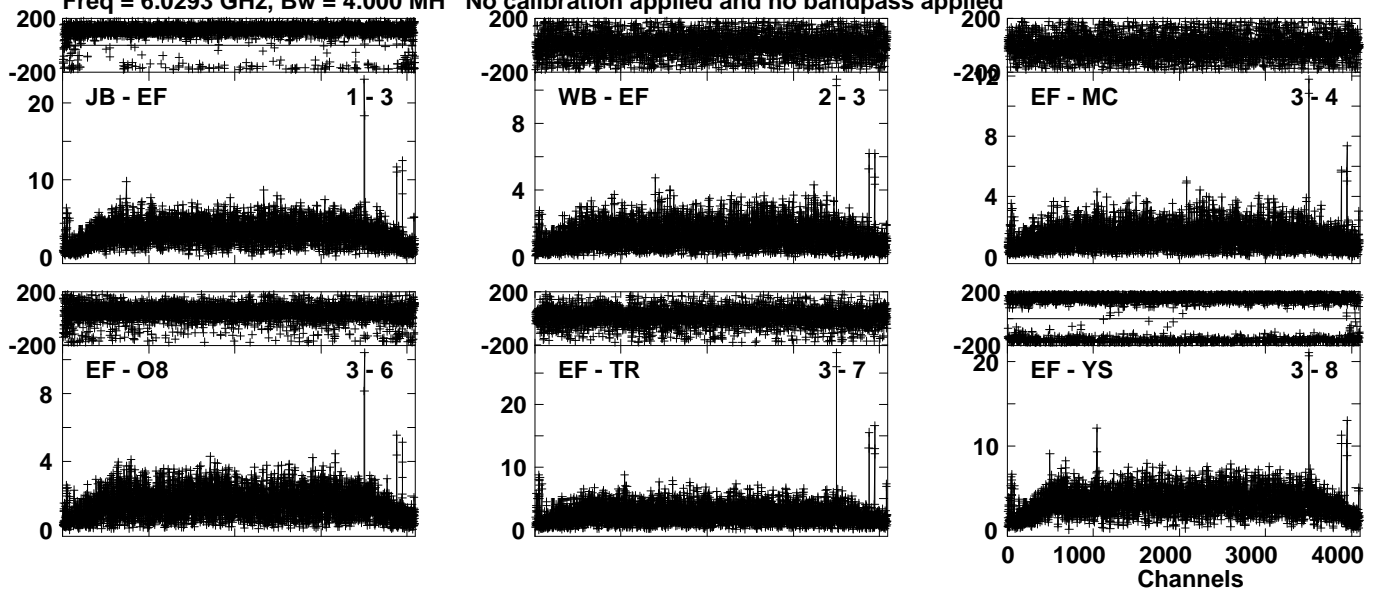 Freq = 6.0293 GHz, Bw = 4.000 MH No calibration applied and no bandpass applied
200 200 200
-200 -200 -200
JB - EF 1 - 3 WB - EF 2 - 3 EF - MC 3 - 4
12
20 8 8
10 4 4
0 0 0
200 200 200
-200 -200 -200
EF - O8 3 - 6 EF - TR 3 - 7 EF - YS 3 - 8
8 20 20
4 10 10
0 0 0
0 1000 2000 3000 4000
Channels